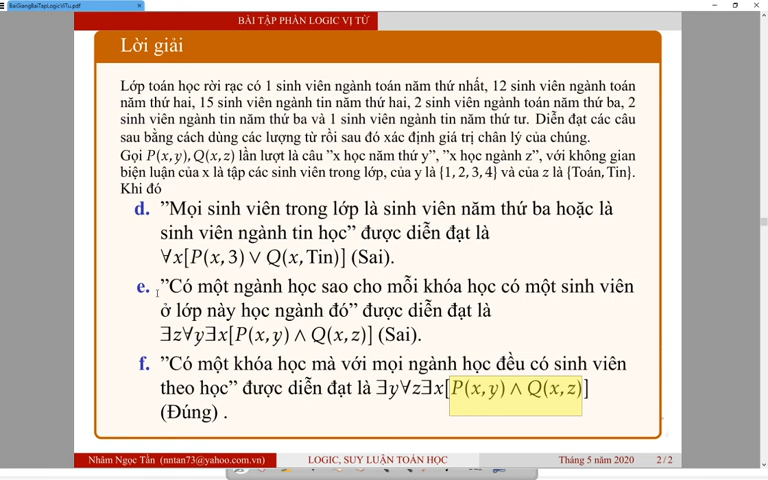 BaiGiangBaiTapLogicViTu.pdf
BÀI TẬP PHẦN LOGIC VỊ TỪ
Lời giải
Lớp toán học rời rạc có 1 sinh viên ngành toán năm thứ nhất, 12 sinh viên ngành toán
năm thứ hai, 15 sinh viên ngành tin năm thứ hai, 2 sinh viên ngành toán năm thứ ba, 2
sinh viên ngành tin năm thứ ba và 1 sinh viên ngành tin năm thứ tư. Diễn đạt các câu
sau bằng cách dùng các lượng từ rồi sau đó xác định giá trị chân lý của chúng.
Gọi P(x,y),Q(x,z) lần lượt là câu ”x học năm thứ y”, ”x học ngành z”, với không gian
biện luận của x là tập các sinh viên trong lớp, của y là {1,2,3,4} và của z là {Toán,Tin}.
Khi đó
d. ”Mọi sinh viên trong lớp là sinh viên năm thứ ba hoặc là
sinh viên ngành tin học” được diễn đạt là
∀x[P(x,3) ∨ Q(x,Tin)] (Sai).
e. ”Có một ngành học sao cho mỗi khóa học có một sinh viên
ở lớp này học ngành đó” được diễn đạt là
∃z∀y∃x[P(x,y) ∧ Q(x,z)] (Sai).
f. ”Có một khóa học mà với mọi ngành học đều có sinh viên
theo học” được diễn đạt là ∃y∀z∃x[P(x,y) ∧ Q(x,z)]
(Đúng) .
Nhâm Ngọc Tần (nntan73@yahoo.com.vn) LOGIC, SUY LUẬN TOÁN HỌC Tháng 5 năm 2020 2 / 2